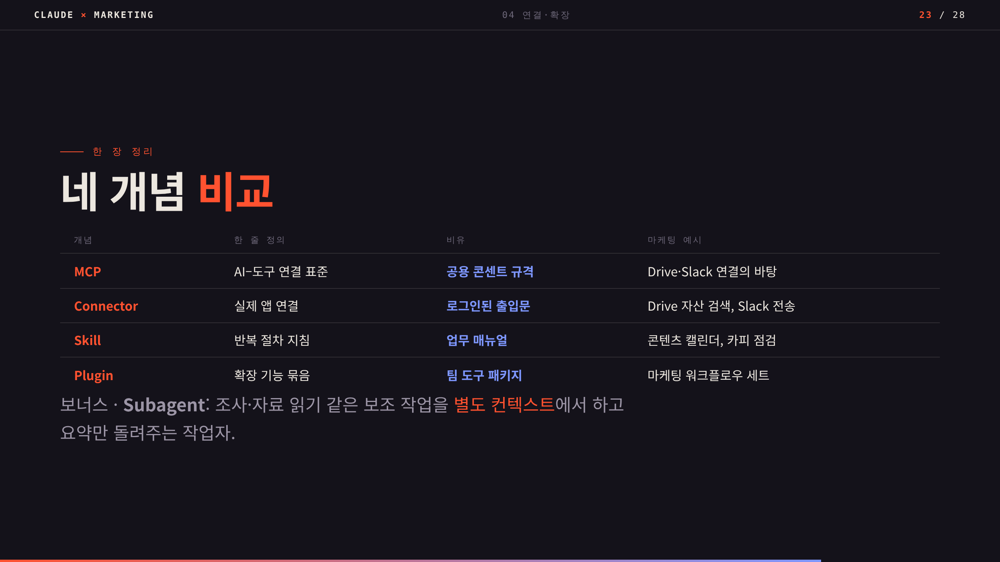 CLAUDE × MARKETING
04 연결·확장
23 / 28
한 장 정리
네 개념 비교
개념 한 줄 정의 비유 마케팅 예시
MCP AI–도구 연결 표준 공용 콘센트 규격 Drive·Slack 연결의 바탕
Connector 실제 앱 연결 로그인된 출입문 Drive 자산 검색, Slack 전송
Skill 반복 절차 지침 업무 매뉴얼 콘텐츠 캘린더, 카피 점검
Plugin 확장 기능 묶음 팀 도구 패키지 마케팅 워크플로우 세트
보너스 · Subagent: 조사·자료 읽기 같은 보조 작업을 별도 컨텍스트에서 하고
요약만 돌려주는 작업자.